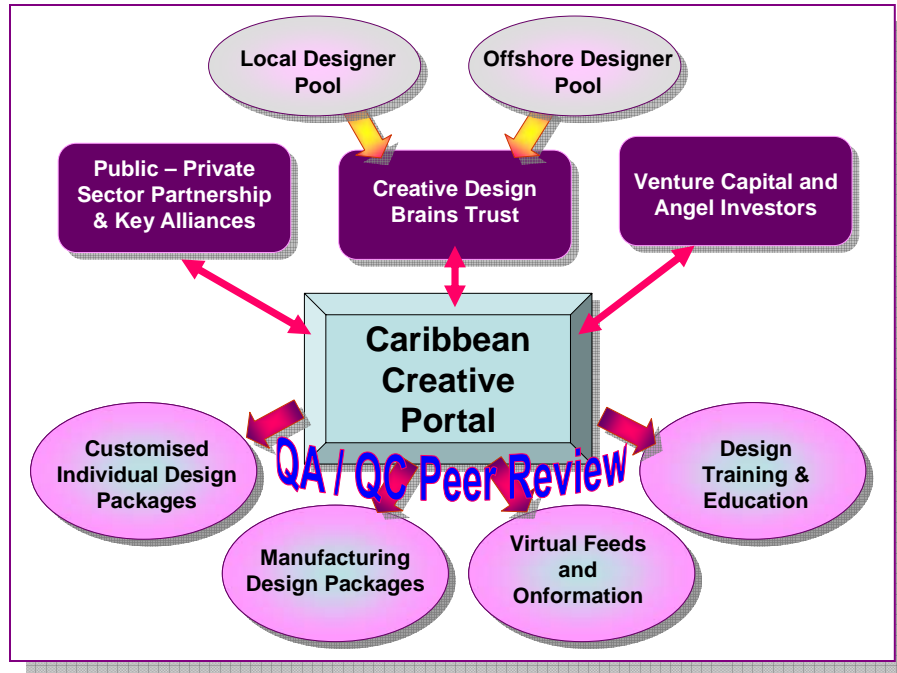 Local Designer
Pool
Offshore Designer
Pool
Public – Private
Sector Partnership
& Key Alliances
Creative Design
Brains Trust
Venture Capital and
Angel Investors
Caribbean
Creative
Portal
QA / QC Peer Review
Customised
Individual Design
Packages
Manufacturing
Design Packages
Virtual Feeds
and
Onformation
Design
Training &
Education